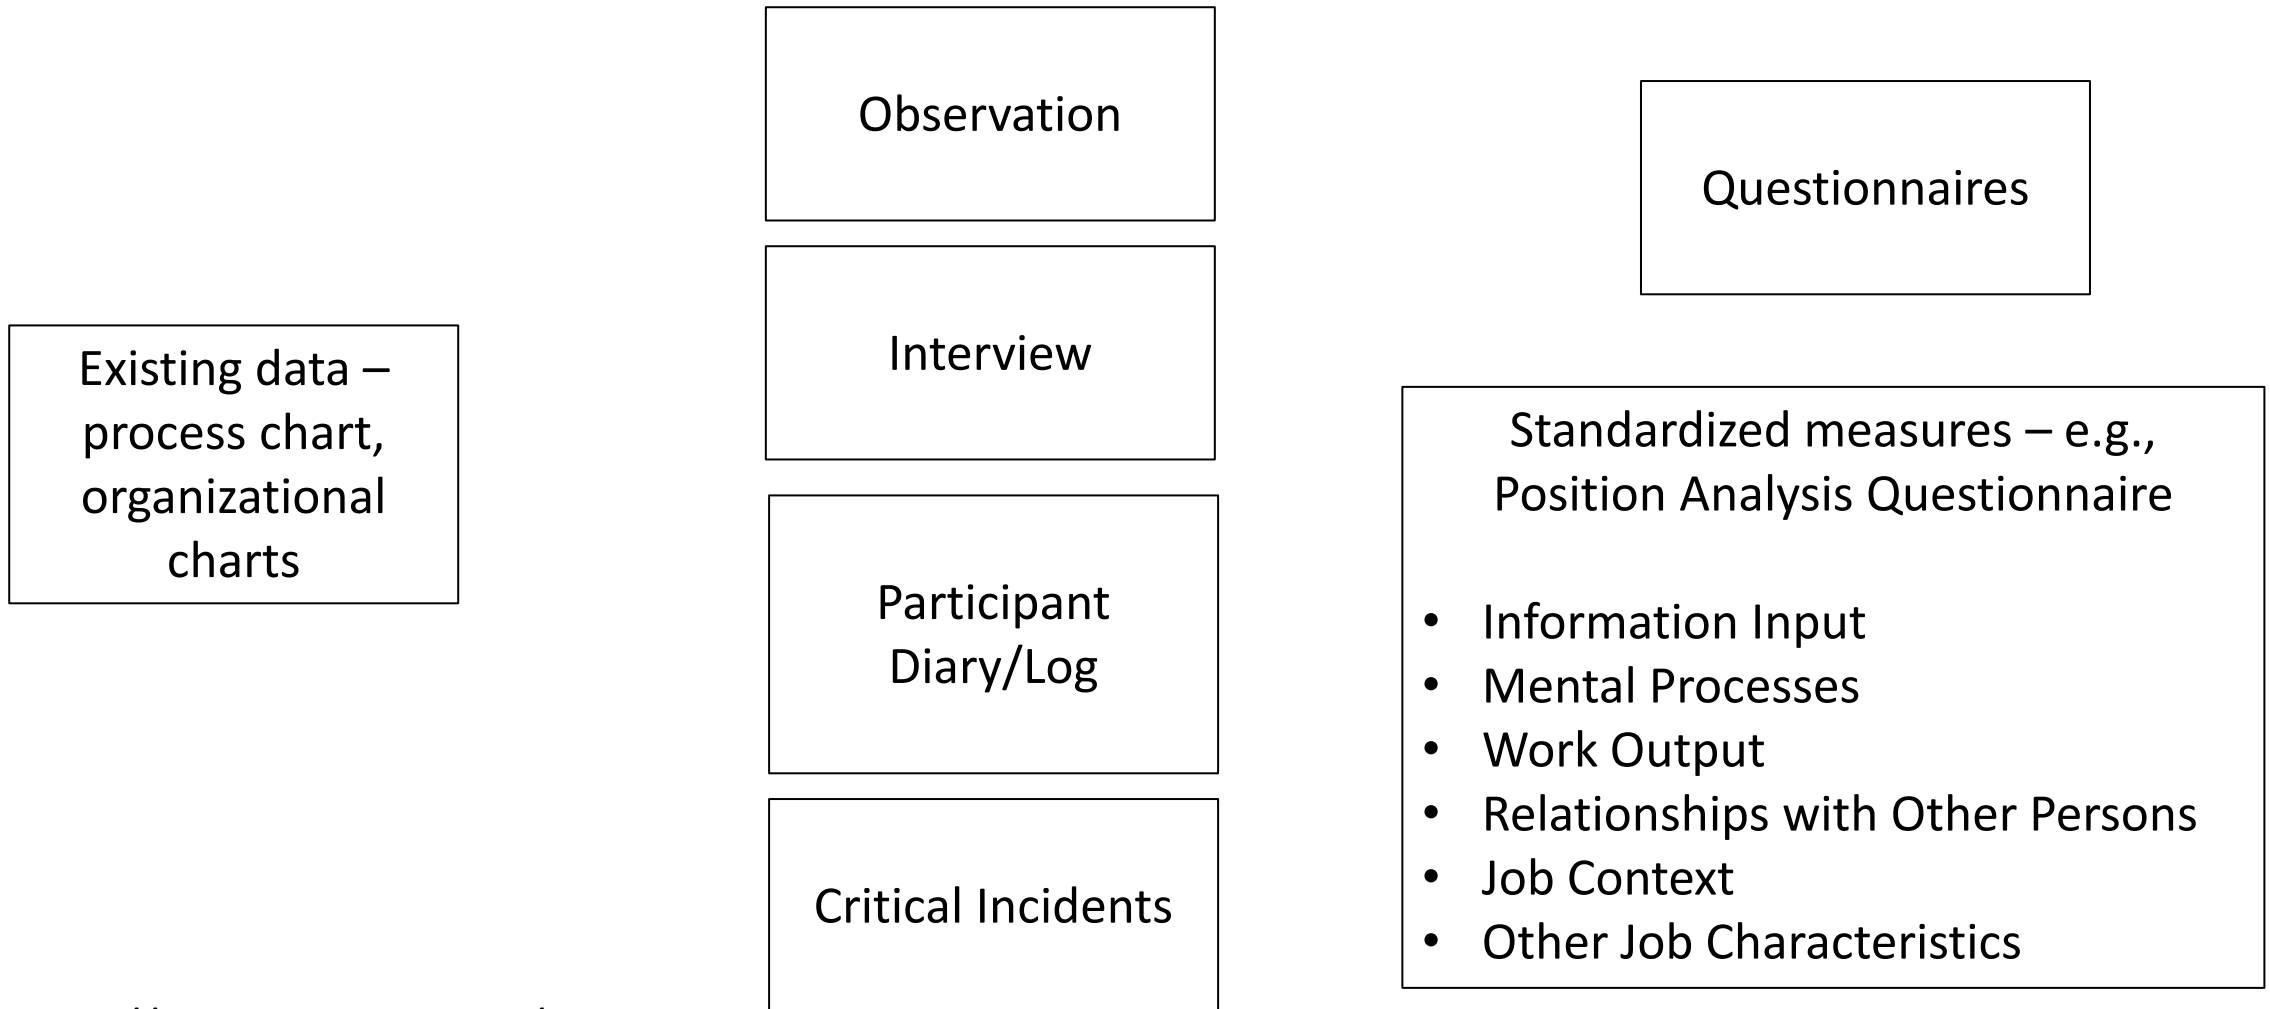 Observation
Questionnaires
Interview
Existing data –
process chart,
organizational
charts
Participant
Diary/Log
Critical Incidents
Standardized measures – e.g.,
Position Analysis Questionnaire
• Information Input
• Mental Processes
• Work Output
• Relationships with Other Persons
• Job Context
• Other Job Characteristics